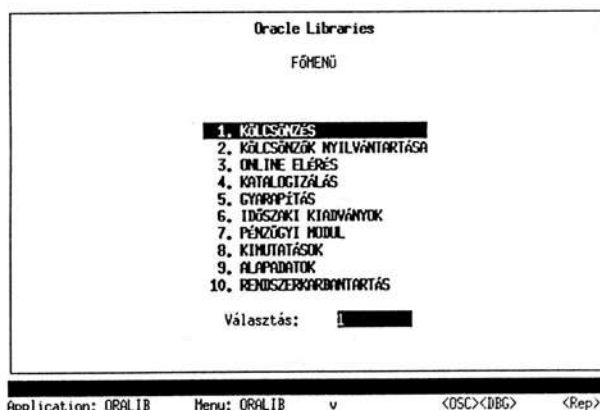 Oracle Libraries
FŐMENÜ
1. KÖLCSÖNZÉS
2. KÖLCSÖNZŐK NYILVÁNTARTÁSA
3. ONLINE ELÉRÉS
4. KATALOGIZÁLÁS
5. GYARAPÍTÁS
6. IDŐSZAKI KIADVÁNYOK
7. PÉNZÜGYI MODUL
8. KIMUTATÁSOK
9. ALAPADATOK
10. RENDSZERKARBANTARTÁS
Választás: 1
Application: ORALIB Menu: ORALIB v <OSC><DBG> <Rep>